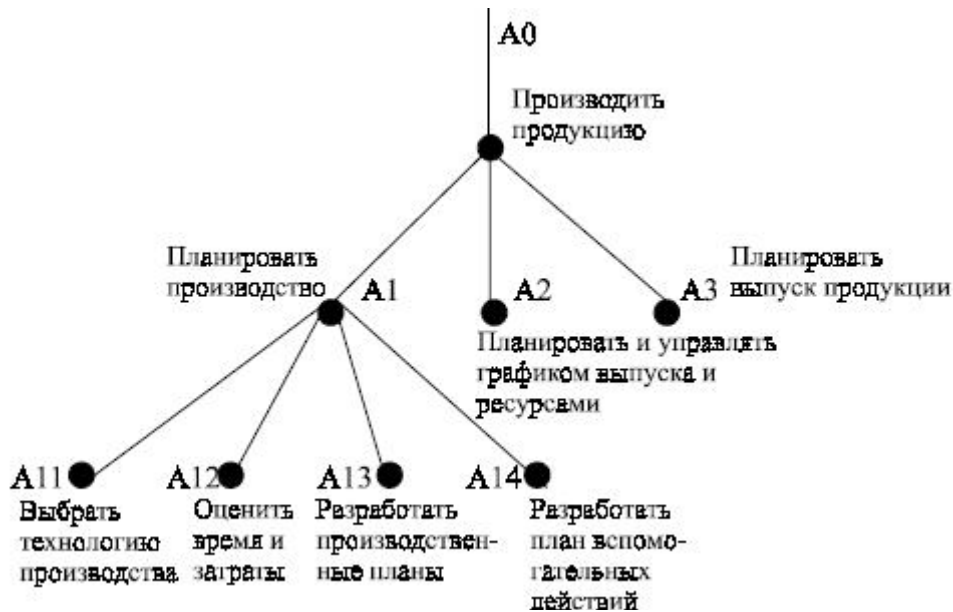 A0
Производить
продукцию
Планировать
производство
A1
A2
A3
Планировать
выпуск продукции
Планировать и управлять
графиком выпуска и
ресурсами
A11
Выбрать
технологию
производства
A12
Оценить
время и
затраты
A13
Разработать
производствен-
ные планы
A14
Разработать
план вспомо-
гательных
действий